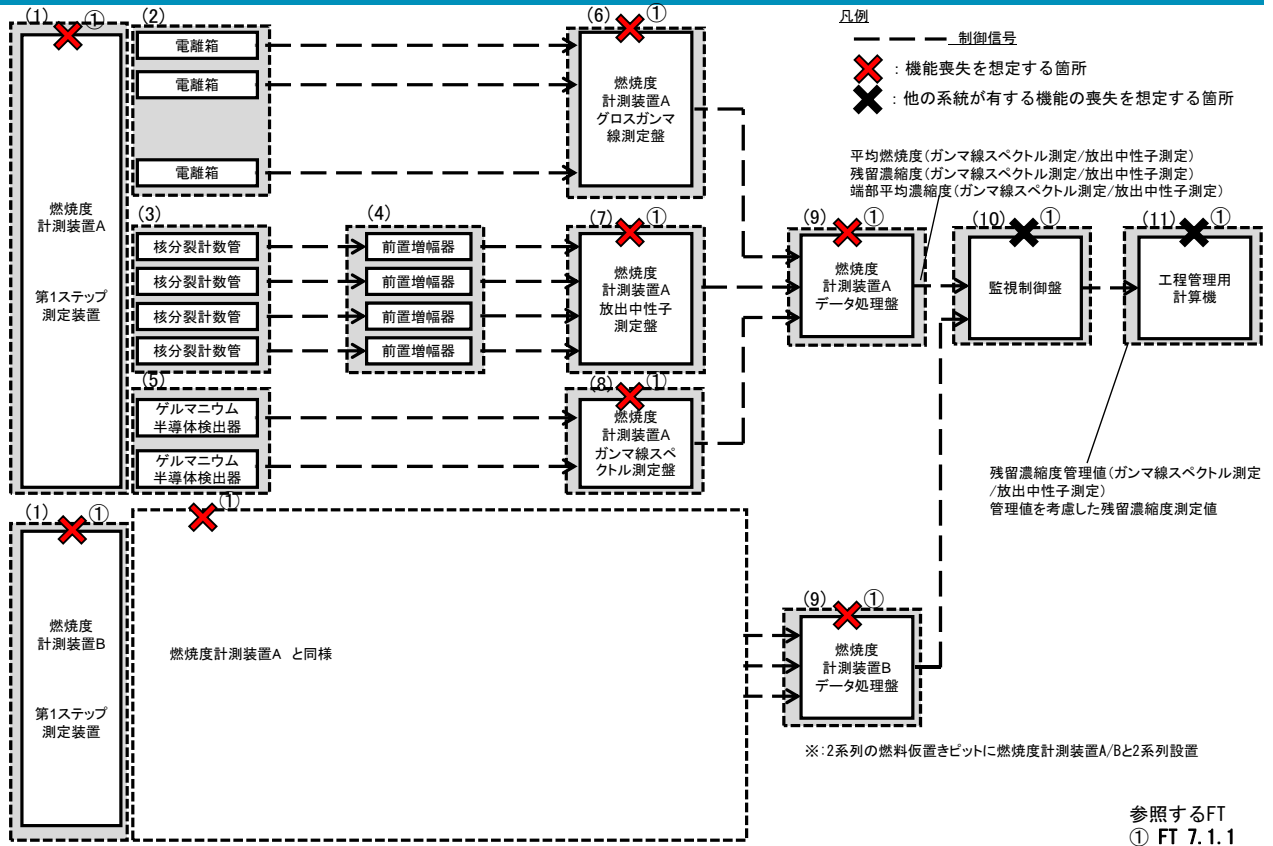 (1)
①
燃焼度
計測装置A
第1ステップ
測定装置
(2)
電離箱
電離箱
電離箱
(3)
核分裂計数管
核分裂計数管
核分裂計数管
核分裂計数管
(4)
前置増幅器
前置増幅器
前置増幅器
前置増幅器
(5)
ゲルマニウム
半導体検出器
ゲルマニウム
半導体検出器
(6)
①
燃焼度
計測装置A
グロスガンマ
線測定盤
(7)
①
燃焼度
計測装置A
放出中性子
測定盤
(8)
①
燃焼度
計測装置A
ガンマ線スペ
クトル測定盤
凡例
制御信号
：機能喪失を想定する箇所
：他の系統が有する機能の喪失を想定する箇所
平均燃焼度(ガンマ線スペクトル測定/放出中性子測定)
残留濃縮度(ガンマ線スペクトル測定/放出中性子測定)
端部平均濃縮度(ガンマ線スペクトル測定/放出中性子測定)
(9)
①
燃焼度
計測装置A
データ処理盤
(10)
①
監視制御盤
(11)
①
工程管理用
計算機
残留濃縮度管理値(ガンマ線スペクトル測定
/放出中性子測定)
管理値を考慮した残留濃縮度測定値
(1)
①
燃焼度
計測装置B
第1ステップ
測定装置
①
燃焼度計測装置A と同様
(9)
①
燃焼度
計測装置B
データ処理盤
※：2系列の燃料仮置きピットに燃焼度計測装置A/Bと2系列設置
参照するFT
① FT 7.1.1